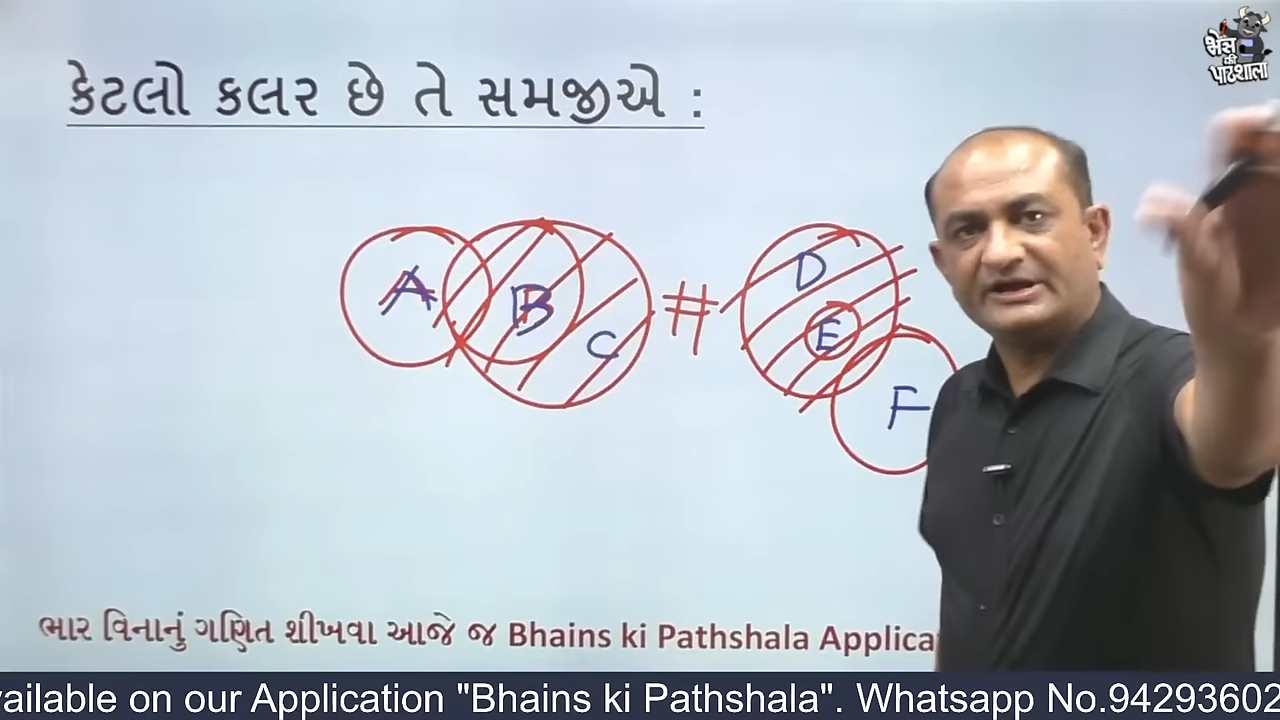 भैंस
की
पाठशाला
કેટલો કલર છે તે સમજીએ :
A B C # D E F
ભાર વિનાનું ગણિત શીખવા આજે જ Bhains ki Pathshala Applica
vailable on our Application "Bhains ki Pathshala". Whatsapp No.94293602